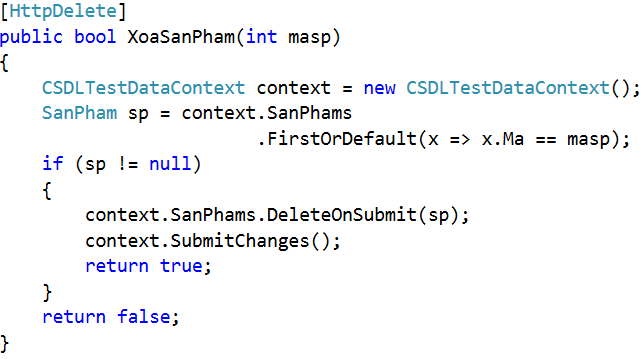 [HttpDelete]
public bool XoaSanPham(int masp)
{
    CSDLTestDataContext context = new CSDLTestDataContext();
    SanPham sp = context.SanPhams
                        .FirstOrDefault(x => x.Ma == masp);
    if (sp != null)
    {
        context.SanPhams.DeleteOnSubmit(sp);
        context.SubmitChanges();
        return true;
    }
    return false;
}